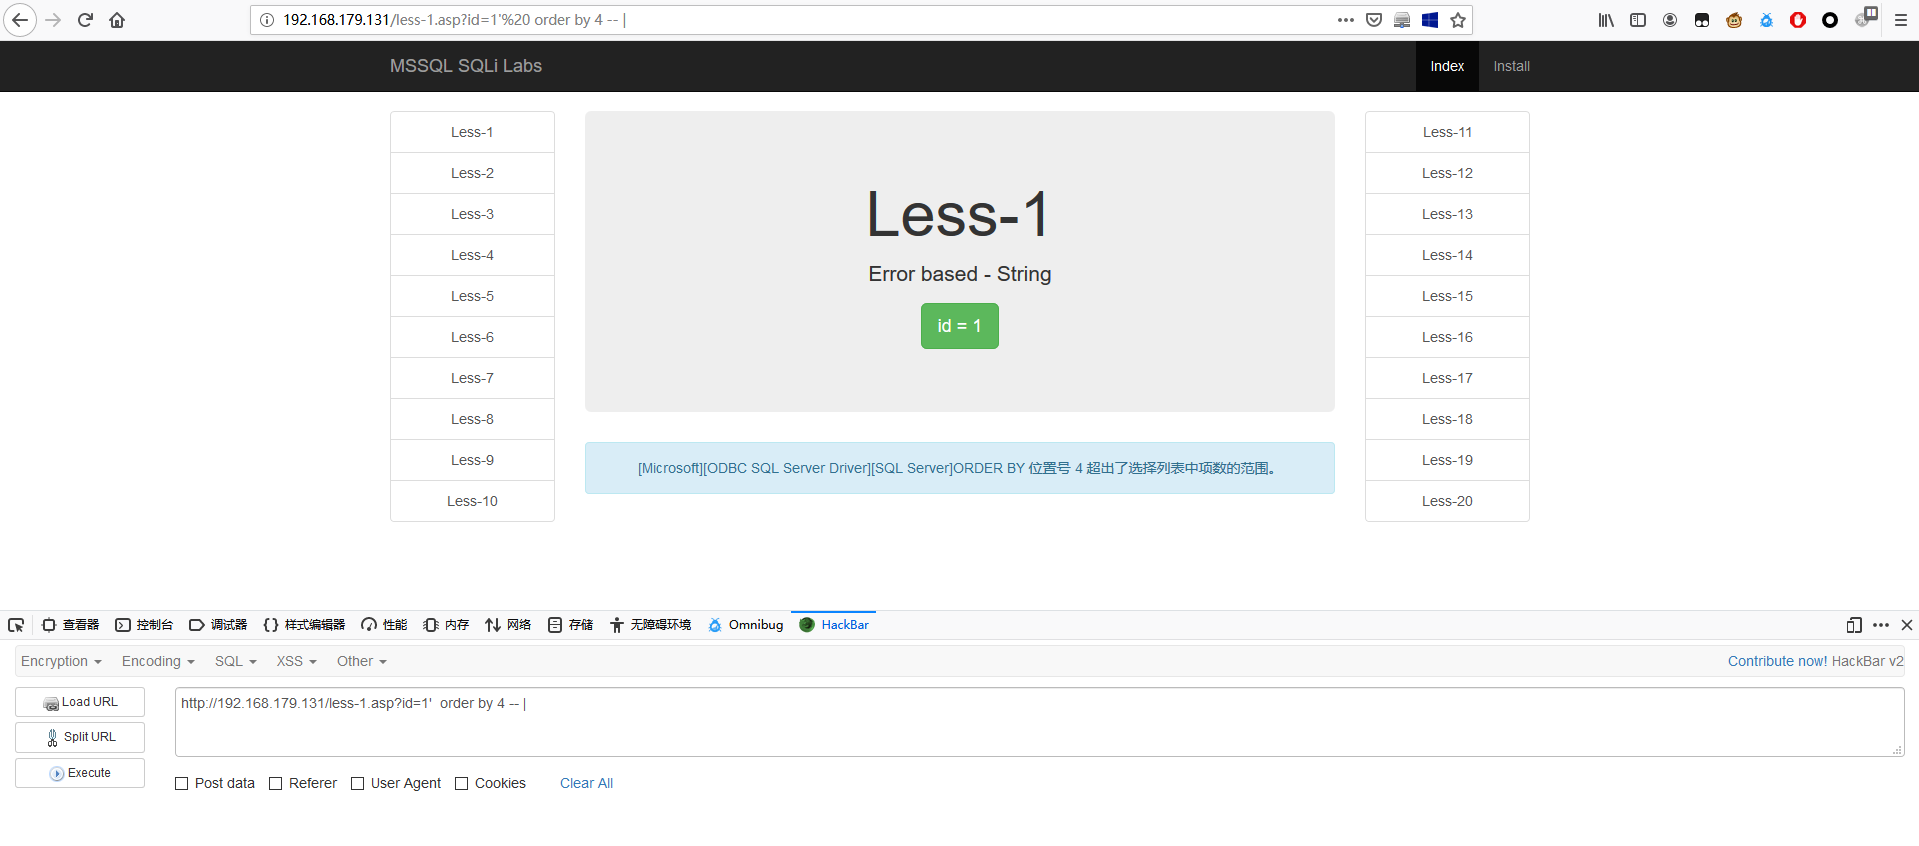 192.168.179.131/less-1.asp?id=1'%20 order by 4 -- |
MSSQL SQLi Labs
Index
Install
Less-1
Less-2
Less-3
Less-4
Less-5
Less-6
Less-7
Less-8
Less-9
Less-10
Less-1
Error based - String
id = 1
[Microsoft][ODBC SQL Server Driver][SQL Server]ORDER BY 位置号 4 超出了选择列表中项数的范围。
Less-11
Less-12
Less-13
Less-14
Less-15
Less-16
Less-17
Less-18
Less-19
Less-20
查看器 控制台 调试器 样式编辑器 性能 内存 网络 存储 无障碍环境 Omnibug HackBar
Encryption Encoding SQL XSS Other
Contribute now! HackBar v2
Load URL
Split URL
Execute
http://192.168.179.131/less-1.asp?id=1'  order by 4 -- |
Post data Referer User Agent Cookies Clear All